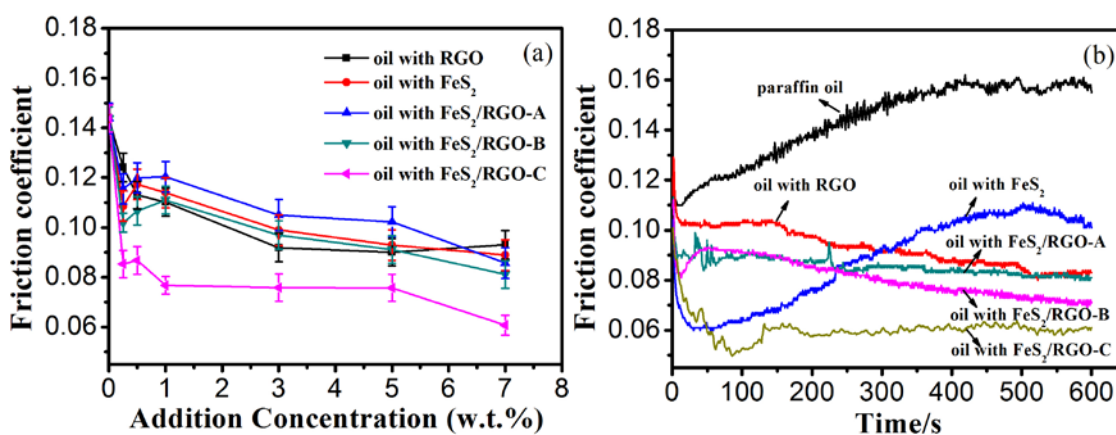 (a)
oil with RGO
oil with FeS2
oil with FeS2/RGO-A
oil with FeS2/RGO-B
oil with FeS2/RGO-C
Friction coefficient
0.18
0.16
0.14
0.12
0.10
0.08
0.06
0 1 2 3 4 5 6 7 8
Addition Concentration (w.t.%)
(b)
paraffin oil
oil with RGO
oil with FeS2
oil with FeS2/RGO-A
oil with FeS2/RGO-B
oil with FeS2/RGO-C
Friction coefficient
0.18
0.16
0.14
0.12
0.10
0.08
0.06
0 100 200 300 400 500 600
Time/s